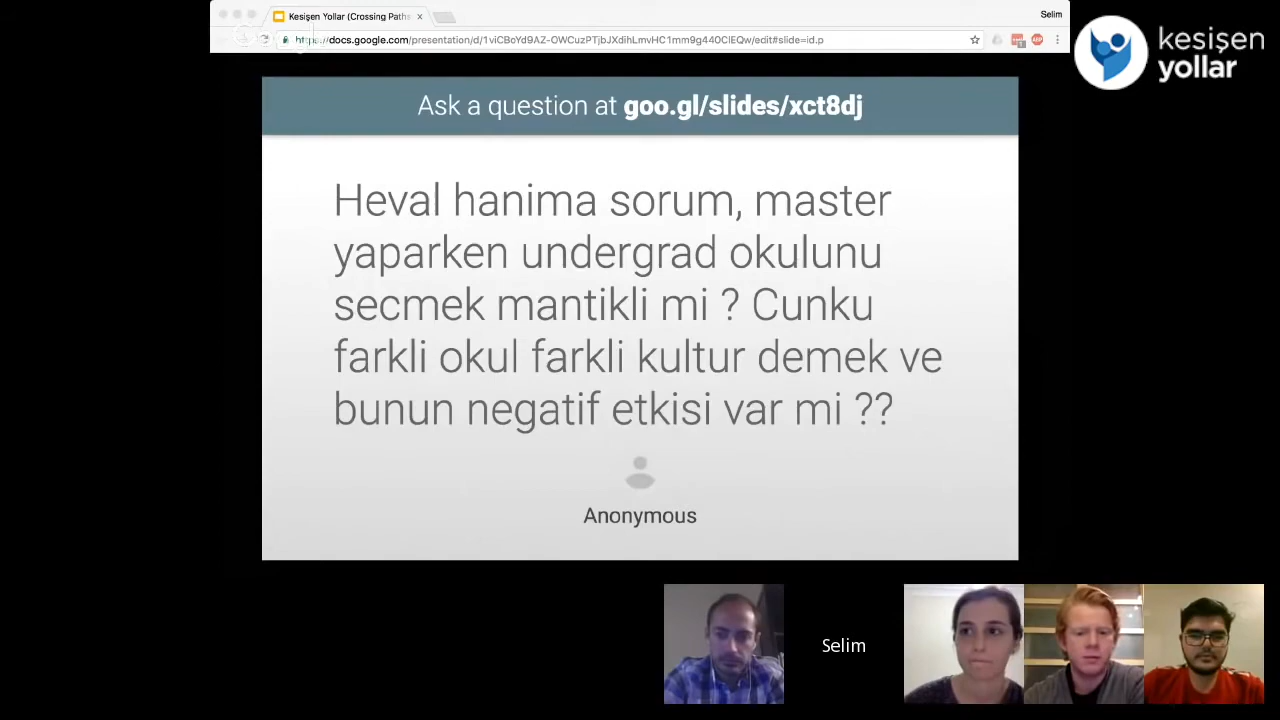 Kesişen Yollar (Crossing Paths
Selim
https://docs.google.com/presentation/d/1viCBoYd9AZ-OWCuzPTjbJXdihLmvHC1mm9g44OCIEQw/edit#slide=id.p
kesişen
yollar
Ask a question at goo.gl/slides/xct8dj
Heval hanima sorum, master
yaparken undergrad okulunu
secmek mantikli mi ? Cunku
farkli okul farkli kultur demek ve
bunun negatif etkisi var mi ??
Anonymous
Selim